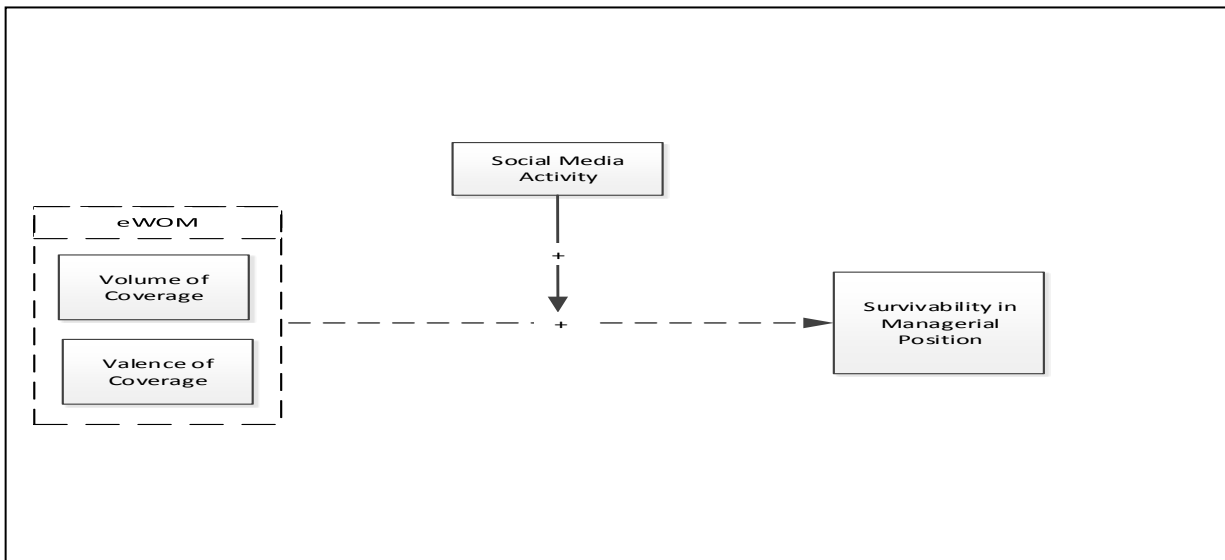 Social Media
Activity
+
eWOM
Volume of
Coverage
Valence of
Coverage
+
Survivability in
Managerial
Position